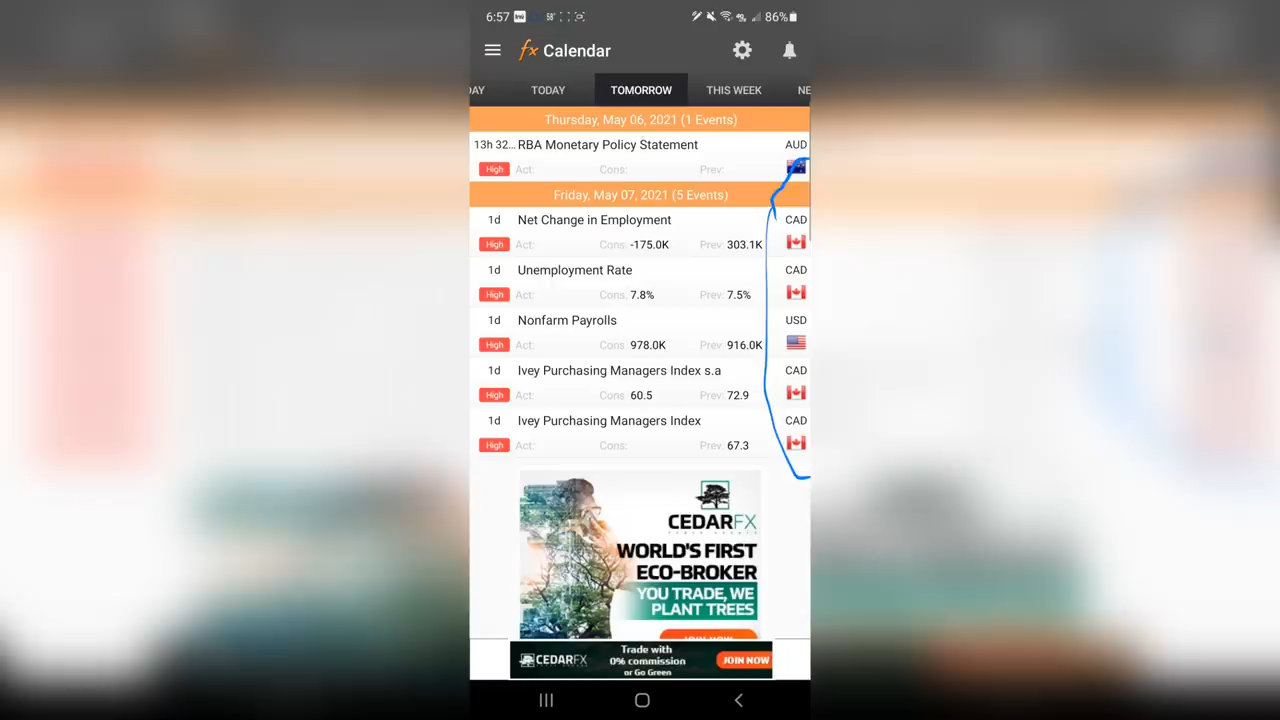 6:57 58° 86%
fx Calendar
DAY TODAY TOMORROW THIS WEEK NE
Thursday, May 06, 2021 (1 Events)
13h 32... RBA Monetary Policy Statement AUD
High Act: Cons: Prev:
Friday, May 07, 2021 (5 Events)
1d Net Change in Employment CAD
High Act: Cons: -175.0K Prev: 303.1K
1d Unemployment Rate CAD
High Act: Cons: 7.8% Prev: 7.5%
1d Nonfarm Payrolls USD
High Act: Cons: 978.0K Prev: 916.0K
1d Ivey Purchasing Managers Index s.a CAD
High Act: Cons: 60.5 Prev: 72.9
1d Ivey Purchasing Managers Index CAD
High Act: Cons: Prev: 67.3
CEDARFX
WORLD'S FIRST
ECO-BROKER
YOU TRADE, WE
PLANT TREES
JOIN NOW
CEDARFX
Trade with
0% commission
or Go Green
JOIN NOW